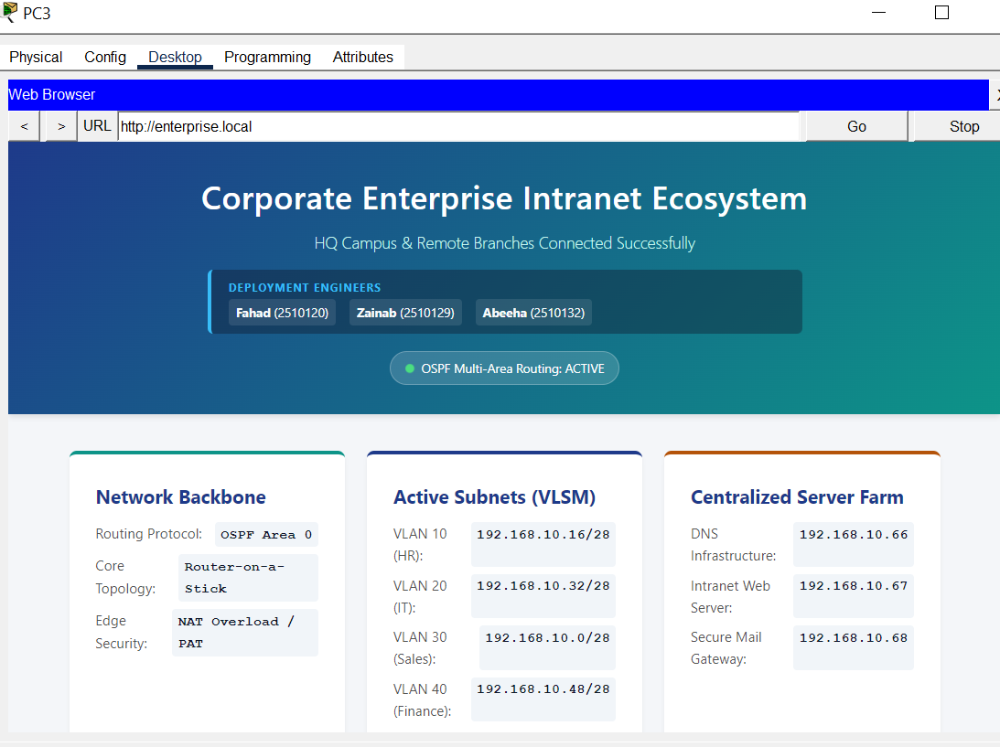 PC3
Physical Config Desktop Programming Attributes
Web Browser
< > URL http://enterprise.local Go Stop
Corporate Enterprise Intranet Ecosystem
HQ Campus & Remote Branches Connected Successfully
DEPLOYMENT ENGINEERS
Fahad (2510120) Zainab (2510129) Abeeha (2510132)
OSPF Multi-Area Routing: ACTIVE
Network Backbone
Routing Protocol: OSPF Area 0
Core Router-on-a-
Topology: Stick
Edge NAT Overload /
Security: PAT
Active Subnets (VLSM)
VLAN 10 192.168.10.16/28
(HR):
VLAN 20 192.168.10.32/28
(IT):
VLAN 30 192.168.10.0/28
(Sales):
VLAN 40 192.168.10.48/28
(Finance):
Centralized Server Farm
DNS 192.168.10.66
Infrastructure:
Intranet Web 192.168.10.67
Server:
Secure Mail 192.168.10.68
Gateway: